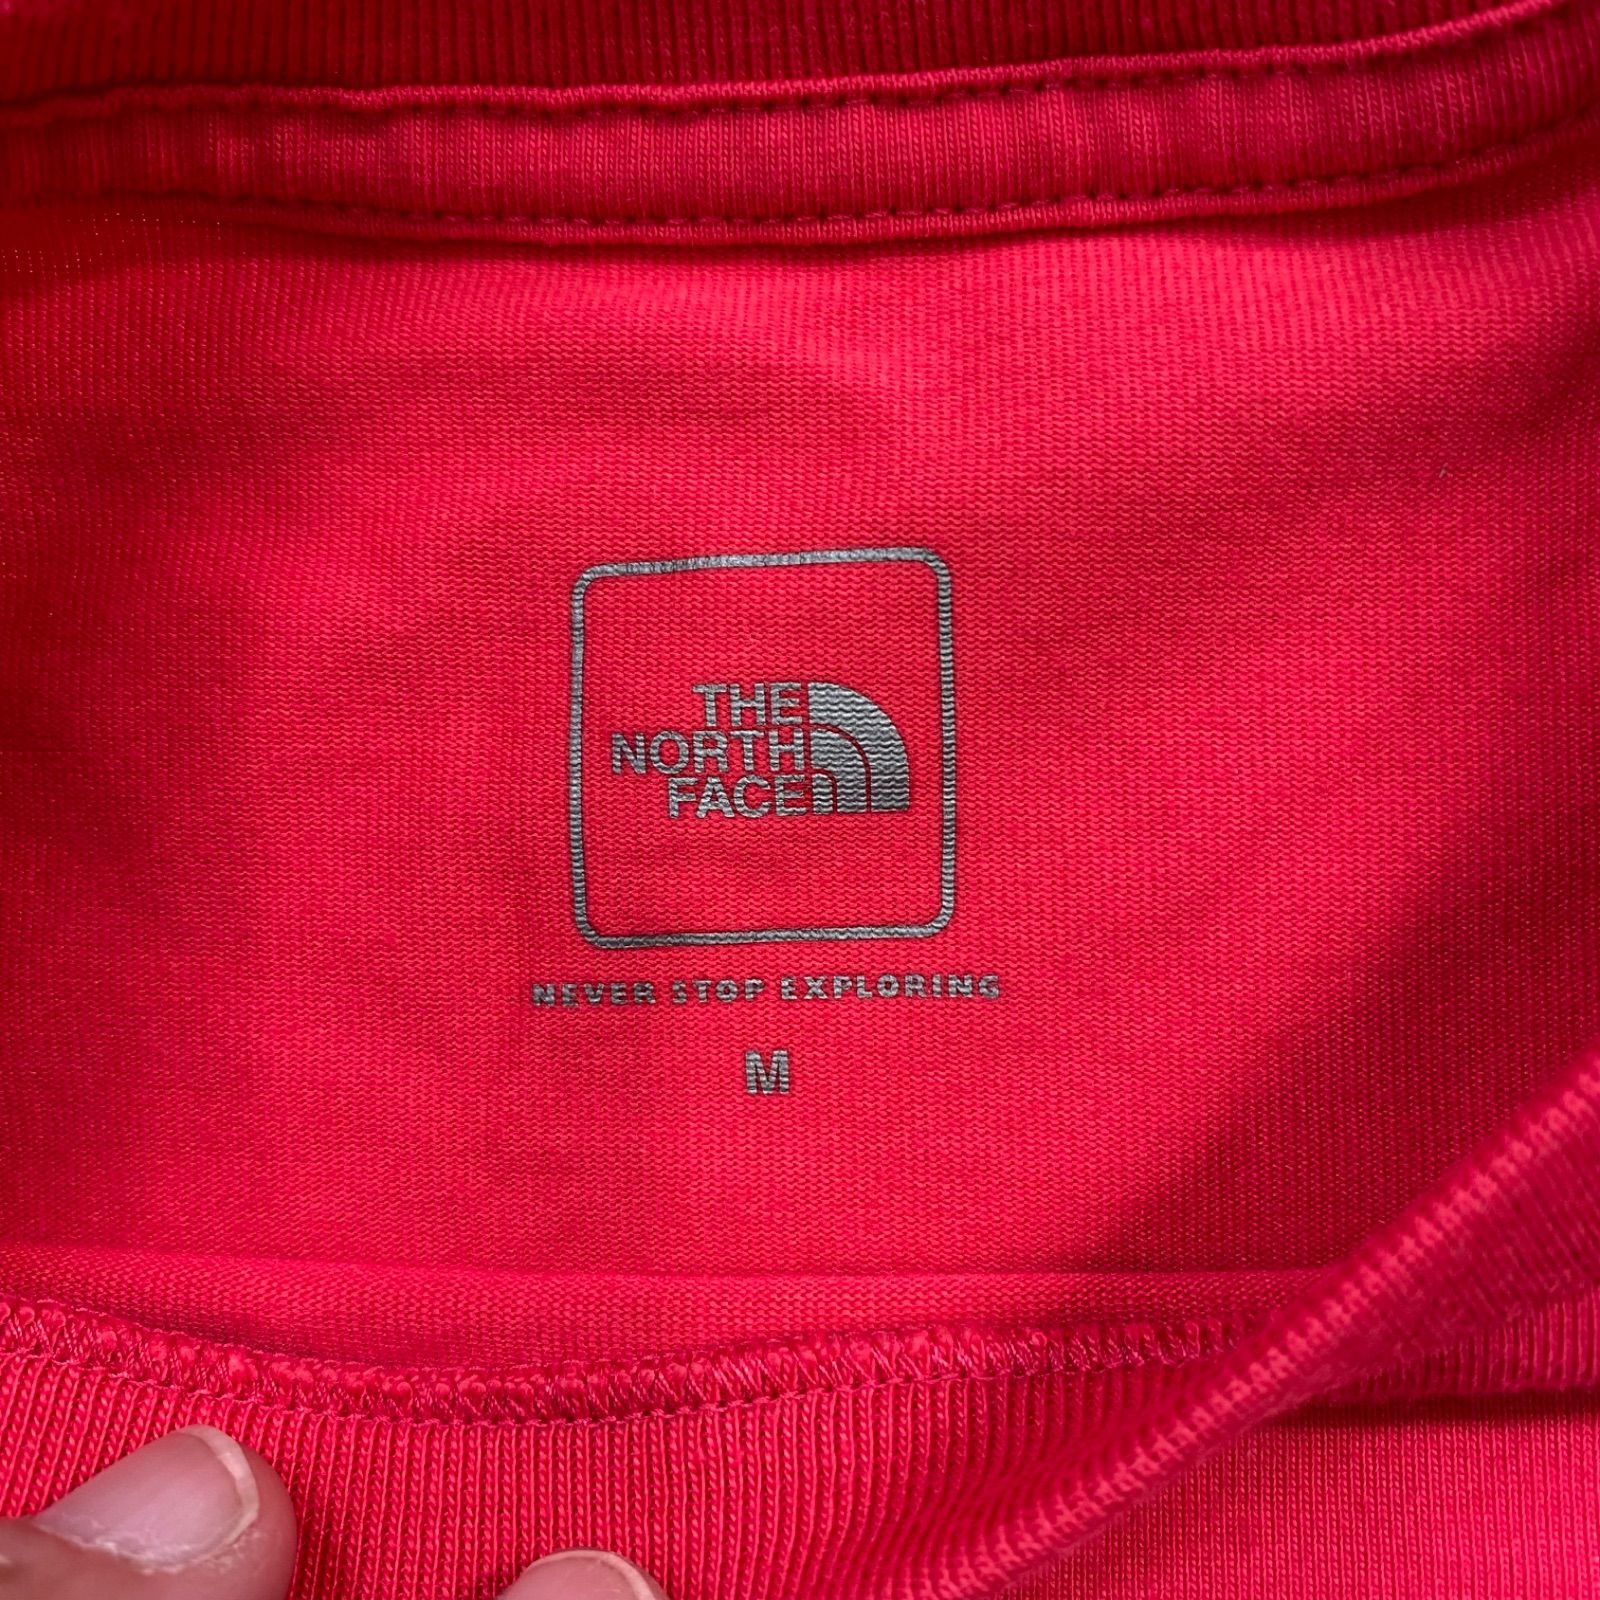 THE
NORTH
FACE
NEVER STOP EXPLORING
M